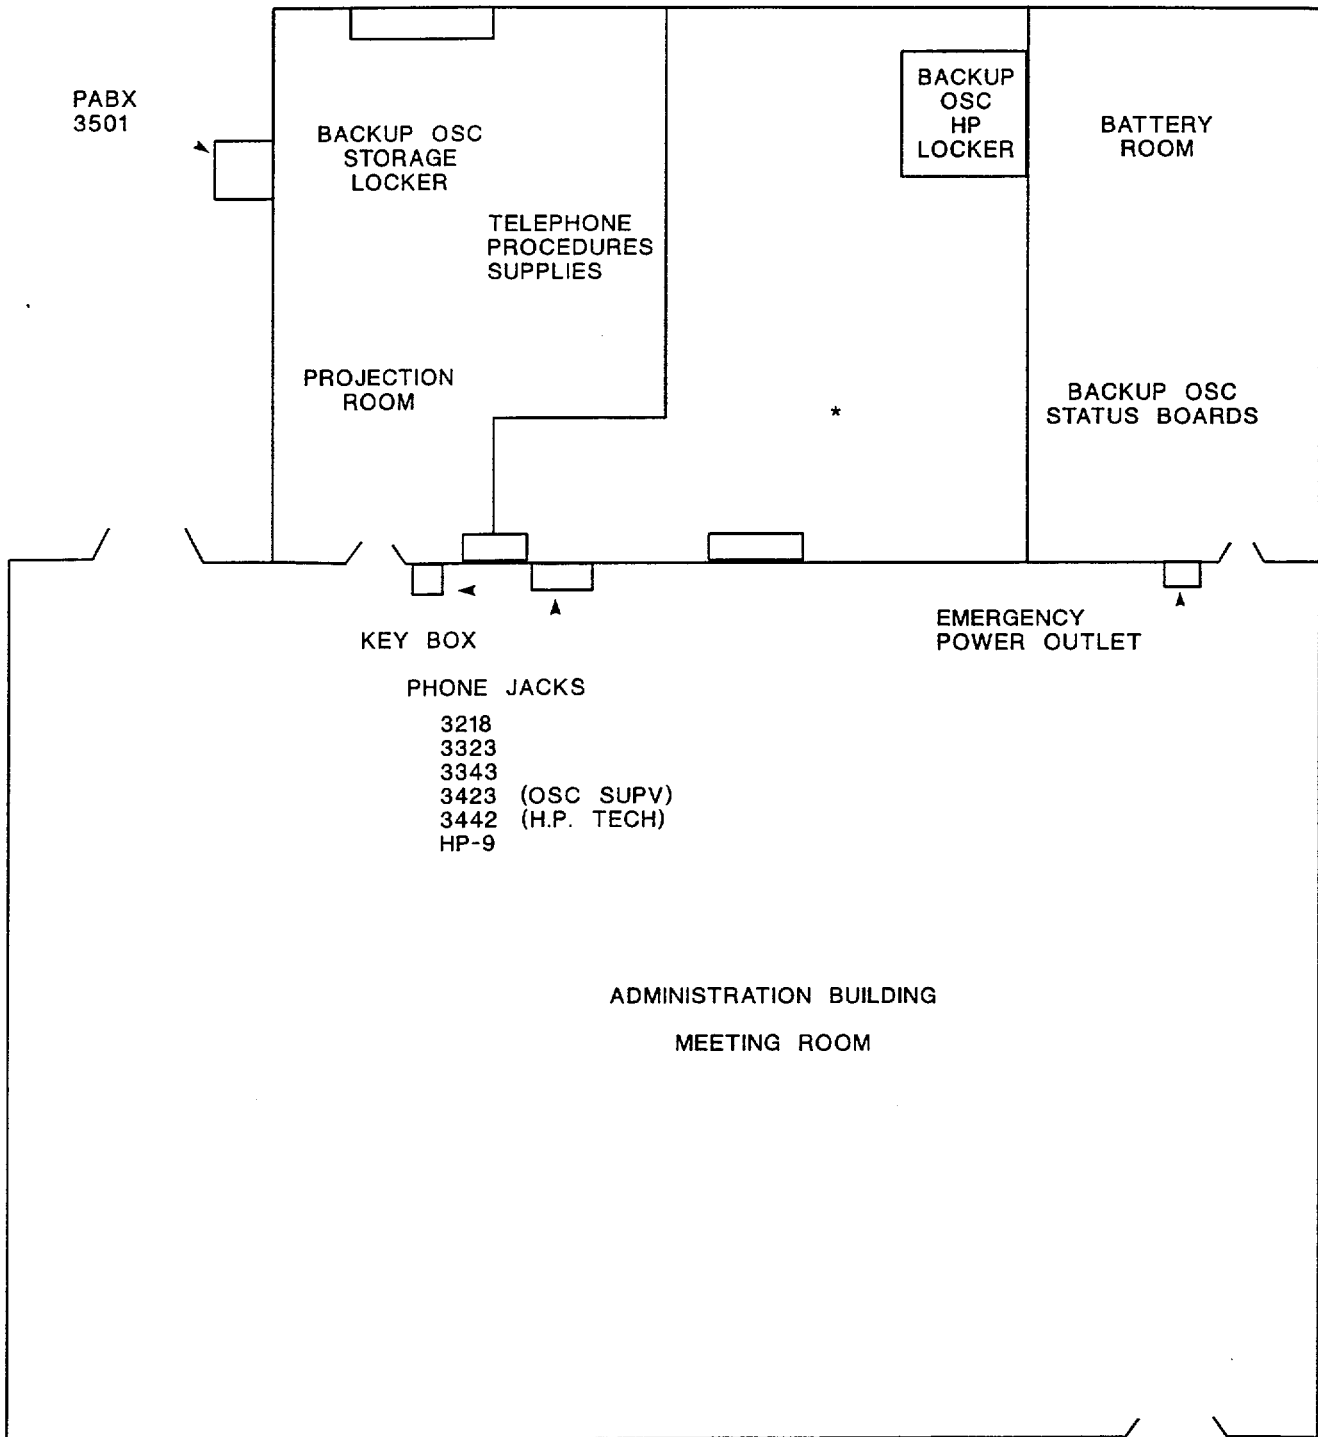 PABX
3501
BACKUP OSC
STORAGE
LOCKER
TELEPHONE
PROCEDURES
SUPPLIES
BACKUP
OSC
HP
LOCKER
BATTERY
ROOM
PROJECTION
ROOM
*
BACKUP OSC
STATUS BOARDS
KEY BOX
EMERGENCY
POWER OUTLET
PHONE JACKS
3218
3323
3343
3423 (OSC SUPV)
3442 (H.P. TECH)
HP-9
ADMINISTRATION BUILDING
MEETING ROOM